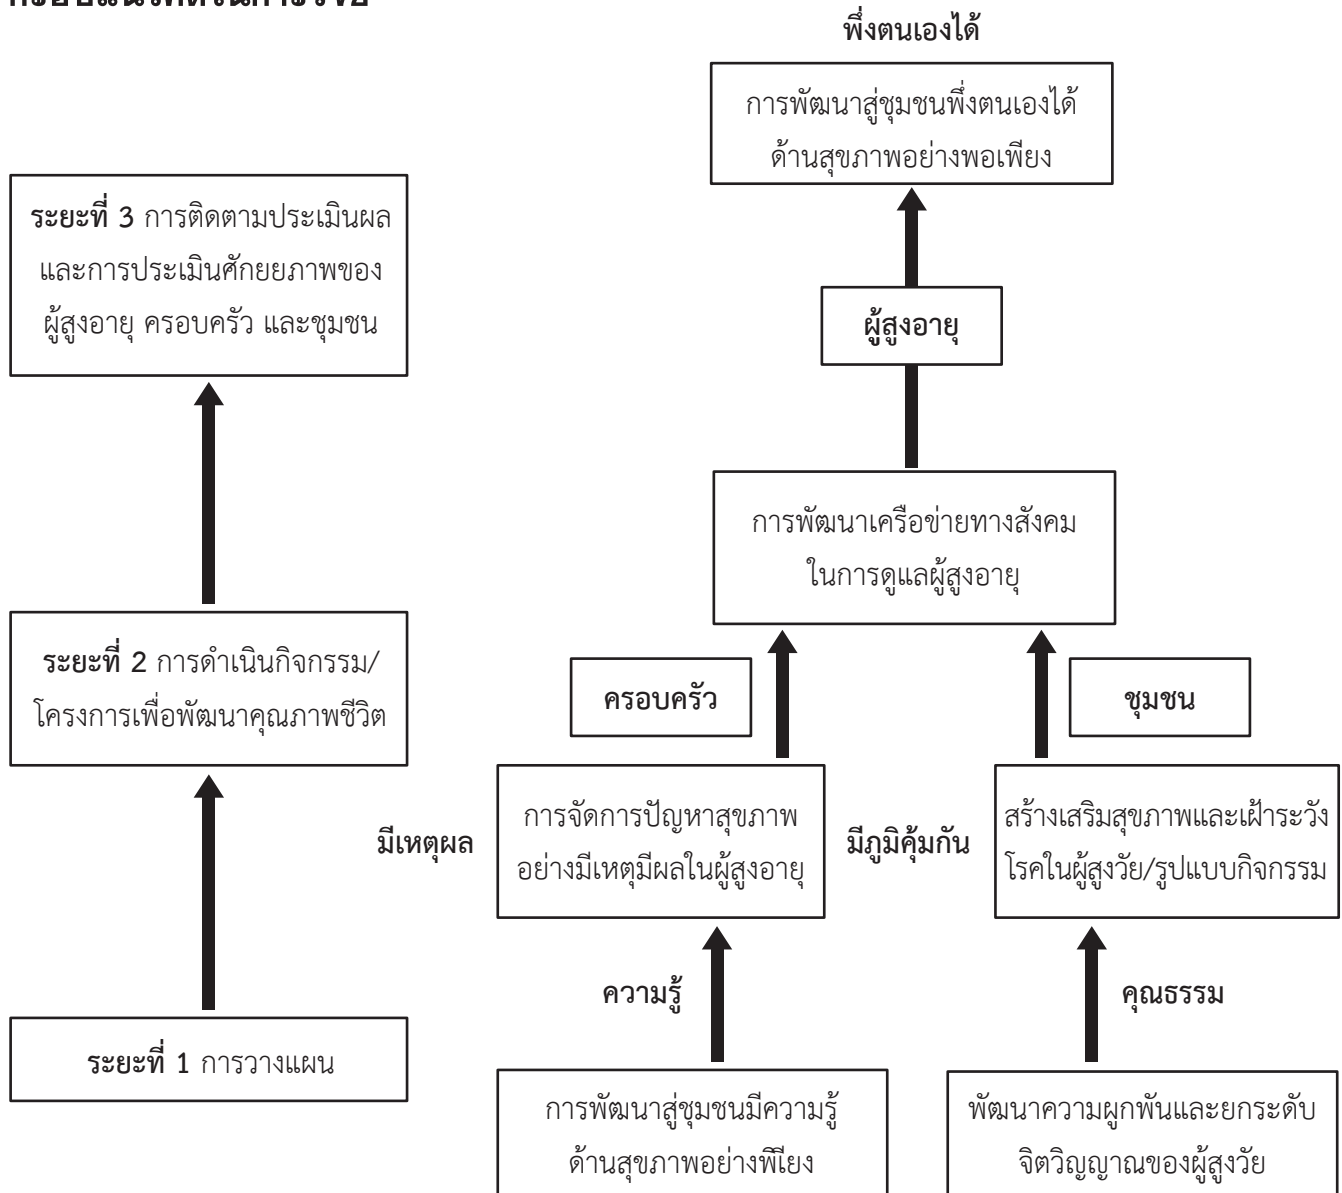 พึ่งตนเองได้
การพัฒนาสู่ชุมชนพึ่งตนเองได้
ด้านสุขภาพอย่างพอเพียง
ระยะที่ 3 การติดตามประเมินผล
และการประเมินศักยยภาพของ
ผู้สูงอายุ ครอบครัว และชุมชน
ผู้สูงอายุ
การพัฒนาเครือข่ายทางสังคม
ในการดูแลผู้สูงอายุ
ระยะที่ 2 การดำเนินกิจกรรม/
โครงการเพื่อพัฒนาคุณภาพชีวิต
ครอบครัว
ชุมชน
มีเหตุผล
การจัดการปัญหาสุขภาพ
อย่างมีเหตุมีผลในผู้สูงอายุ
มีภูมิคุ้มกัน
สร้างเสริมสุขภาพและเฝ้าระวัง
โรคในผู้สูงวัย/รูปแบบกิจกรรม
ความรู้
คุณธรรม
ระยะที่ 1 การวางแผน
การพัฒนาสู่ชุมชนมีความรู้
ด้านสุขภาพอย่างพิเียง
พัฒนาความผูกพันและยกระดับ
จิตวิญญาณของผู้สูงวัย